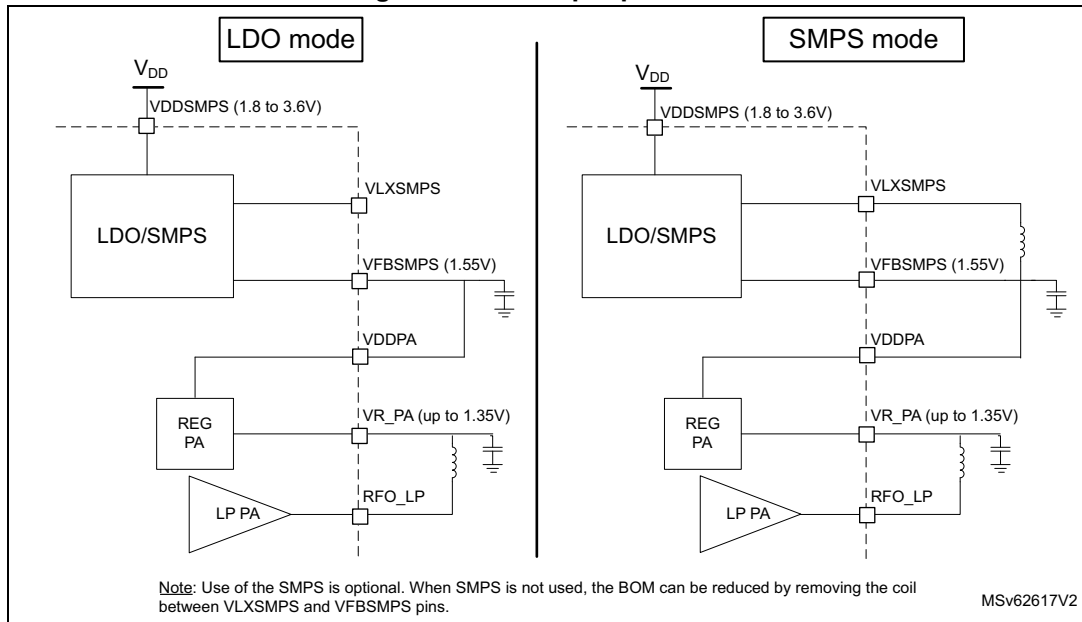 LDO mode
VDD
VDDSMPS (1.8 to 3.6V)
LDO/SMPS
VLXSMPS
VFBSMPS (1.55V)
VDDPA
REG
PA
VR_PA (up to 1.35V)
LP PA
RFO_LP
SMPS mode
VDD
VDDSMPS (1.8 to 3.6V)
LDO/SMPS
VLXSMPS
VFBSMPS (1.55V)
VDDPA
REG
PA
VR_PA (up to 1.35V)
LP PA
RFO_LP
Note: Use of the SMPS is optional. When SMPS is not used, the BOM can be reduced by removing the coil
between VLXSMPS and VFBSMPS pins.
MSv62617V2